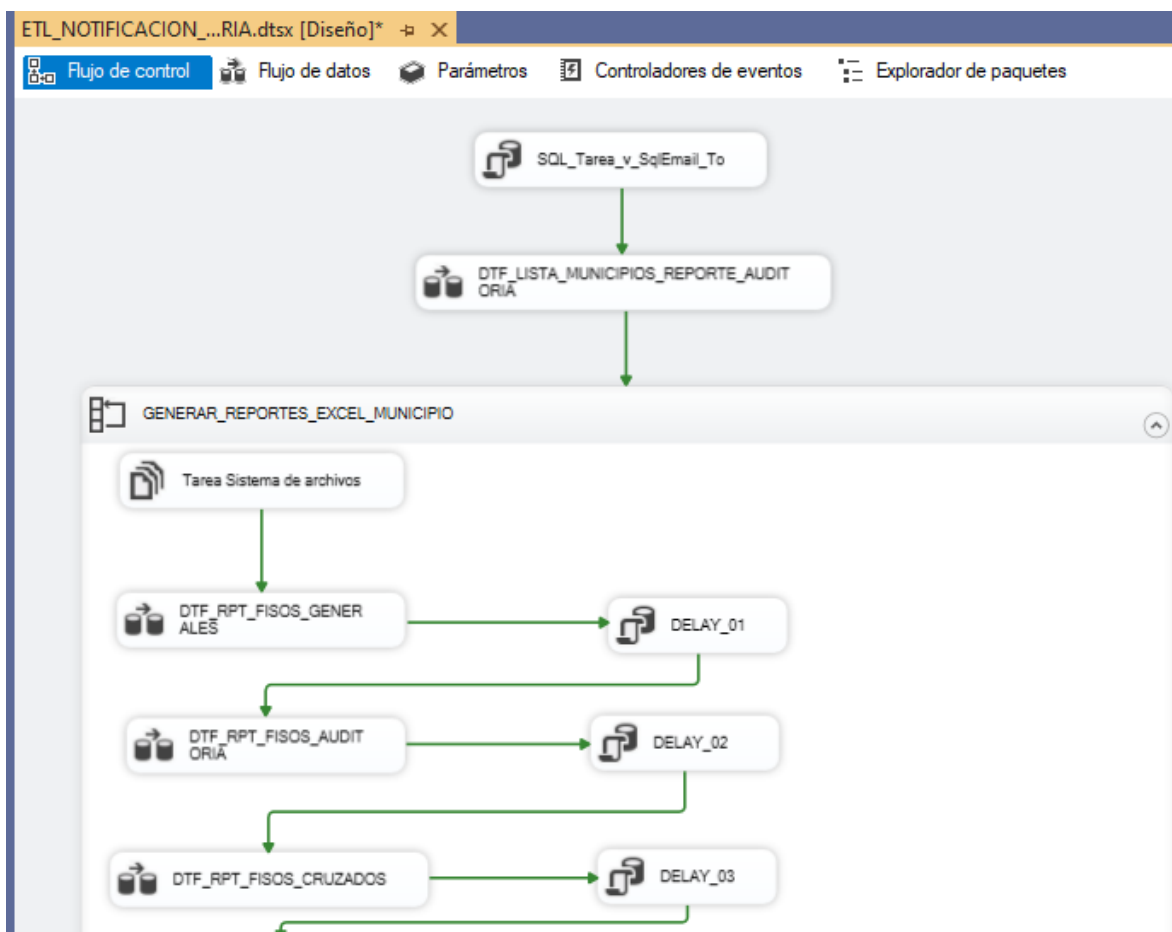 ETL_NOTIFICACION_...RIA.dtsx [Diseño]*
Flujo de control
Flujo de datos
Parámetros
Controladores de eventos
Explorador de paquetes
SQL_Tarea_v_SqlEmail_To
DTF_LISTA_MUNICIPIOS_REPORTE_AUDIT
ORIA
GENERAR_REPORTES_EXCEL_MUNICIPIO
Tarea Sistema de archivos
DTF_RPT_FISOS_GENER
ALES
DELAY_01
DTF_RPT_FISOS_AUDIT
ORIA
DELAY_02
DTF_RPT_FISOS_CRUZADOS
DELAY_03